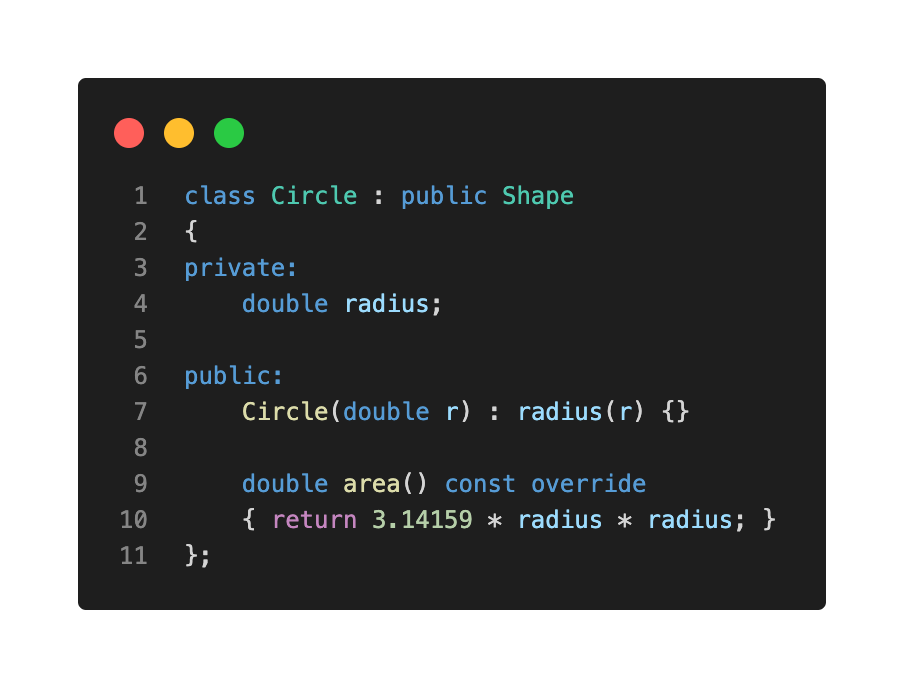 1 class Circle : public Shape
2 {
3 private:
4     double radius;
5
6 public:
7     Circle(double r) : radius(r) {}
8
9     double area() const override
10     { return 3.14159 * radius * radius; }
11 };